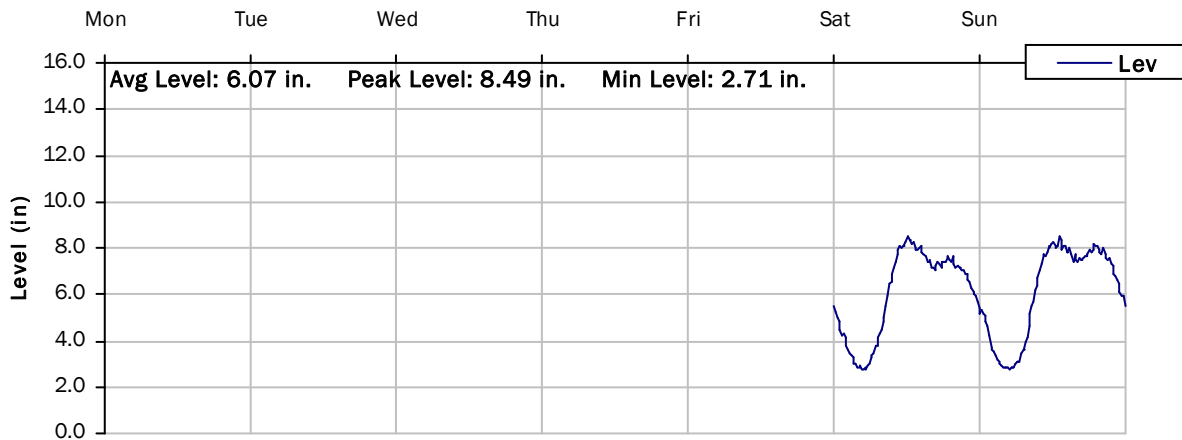 Mon Tue Wed Thu Fri Sat Sun
Lev
Avg Level: 6.07 in. Peak Level: 8.49 in. Min Level: 2.71 in.
16.0
14.0
12.0
10.0
8.0
6.0
4.0
2.0
0.0
Level (in)